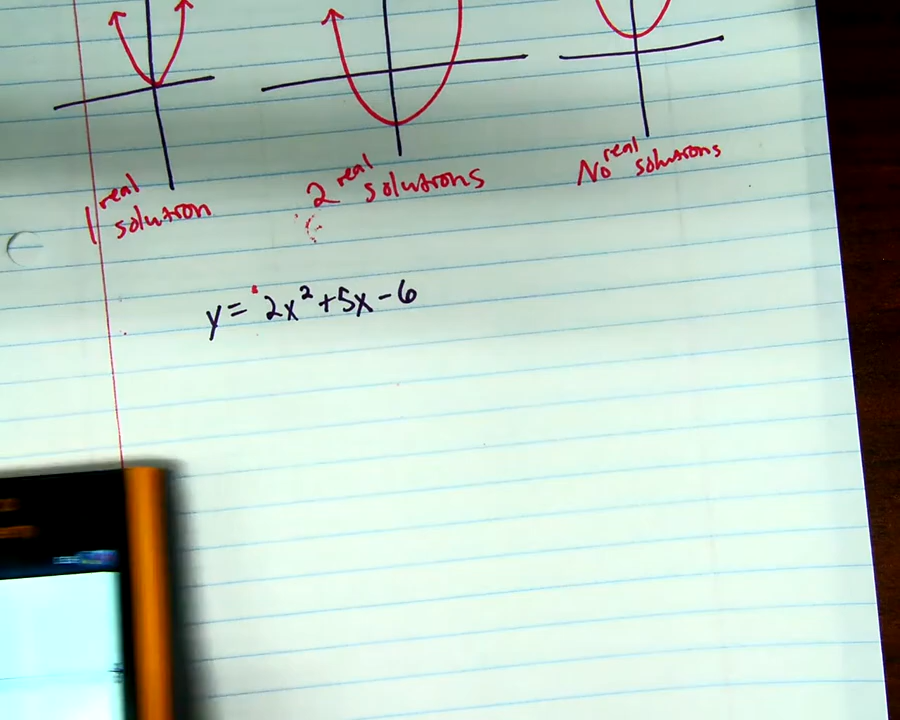 1 real solution
2 real solutions
No real solutions
y = 2x² + 5x - 6